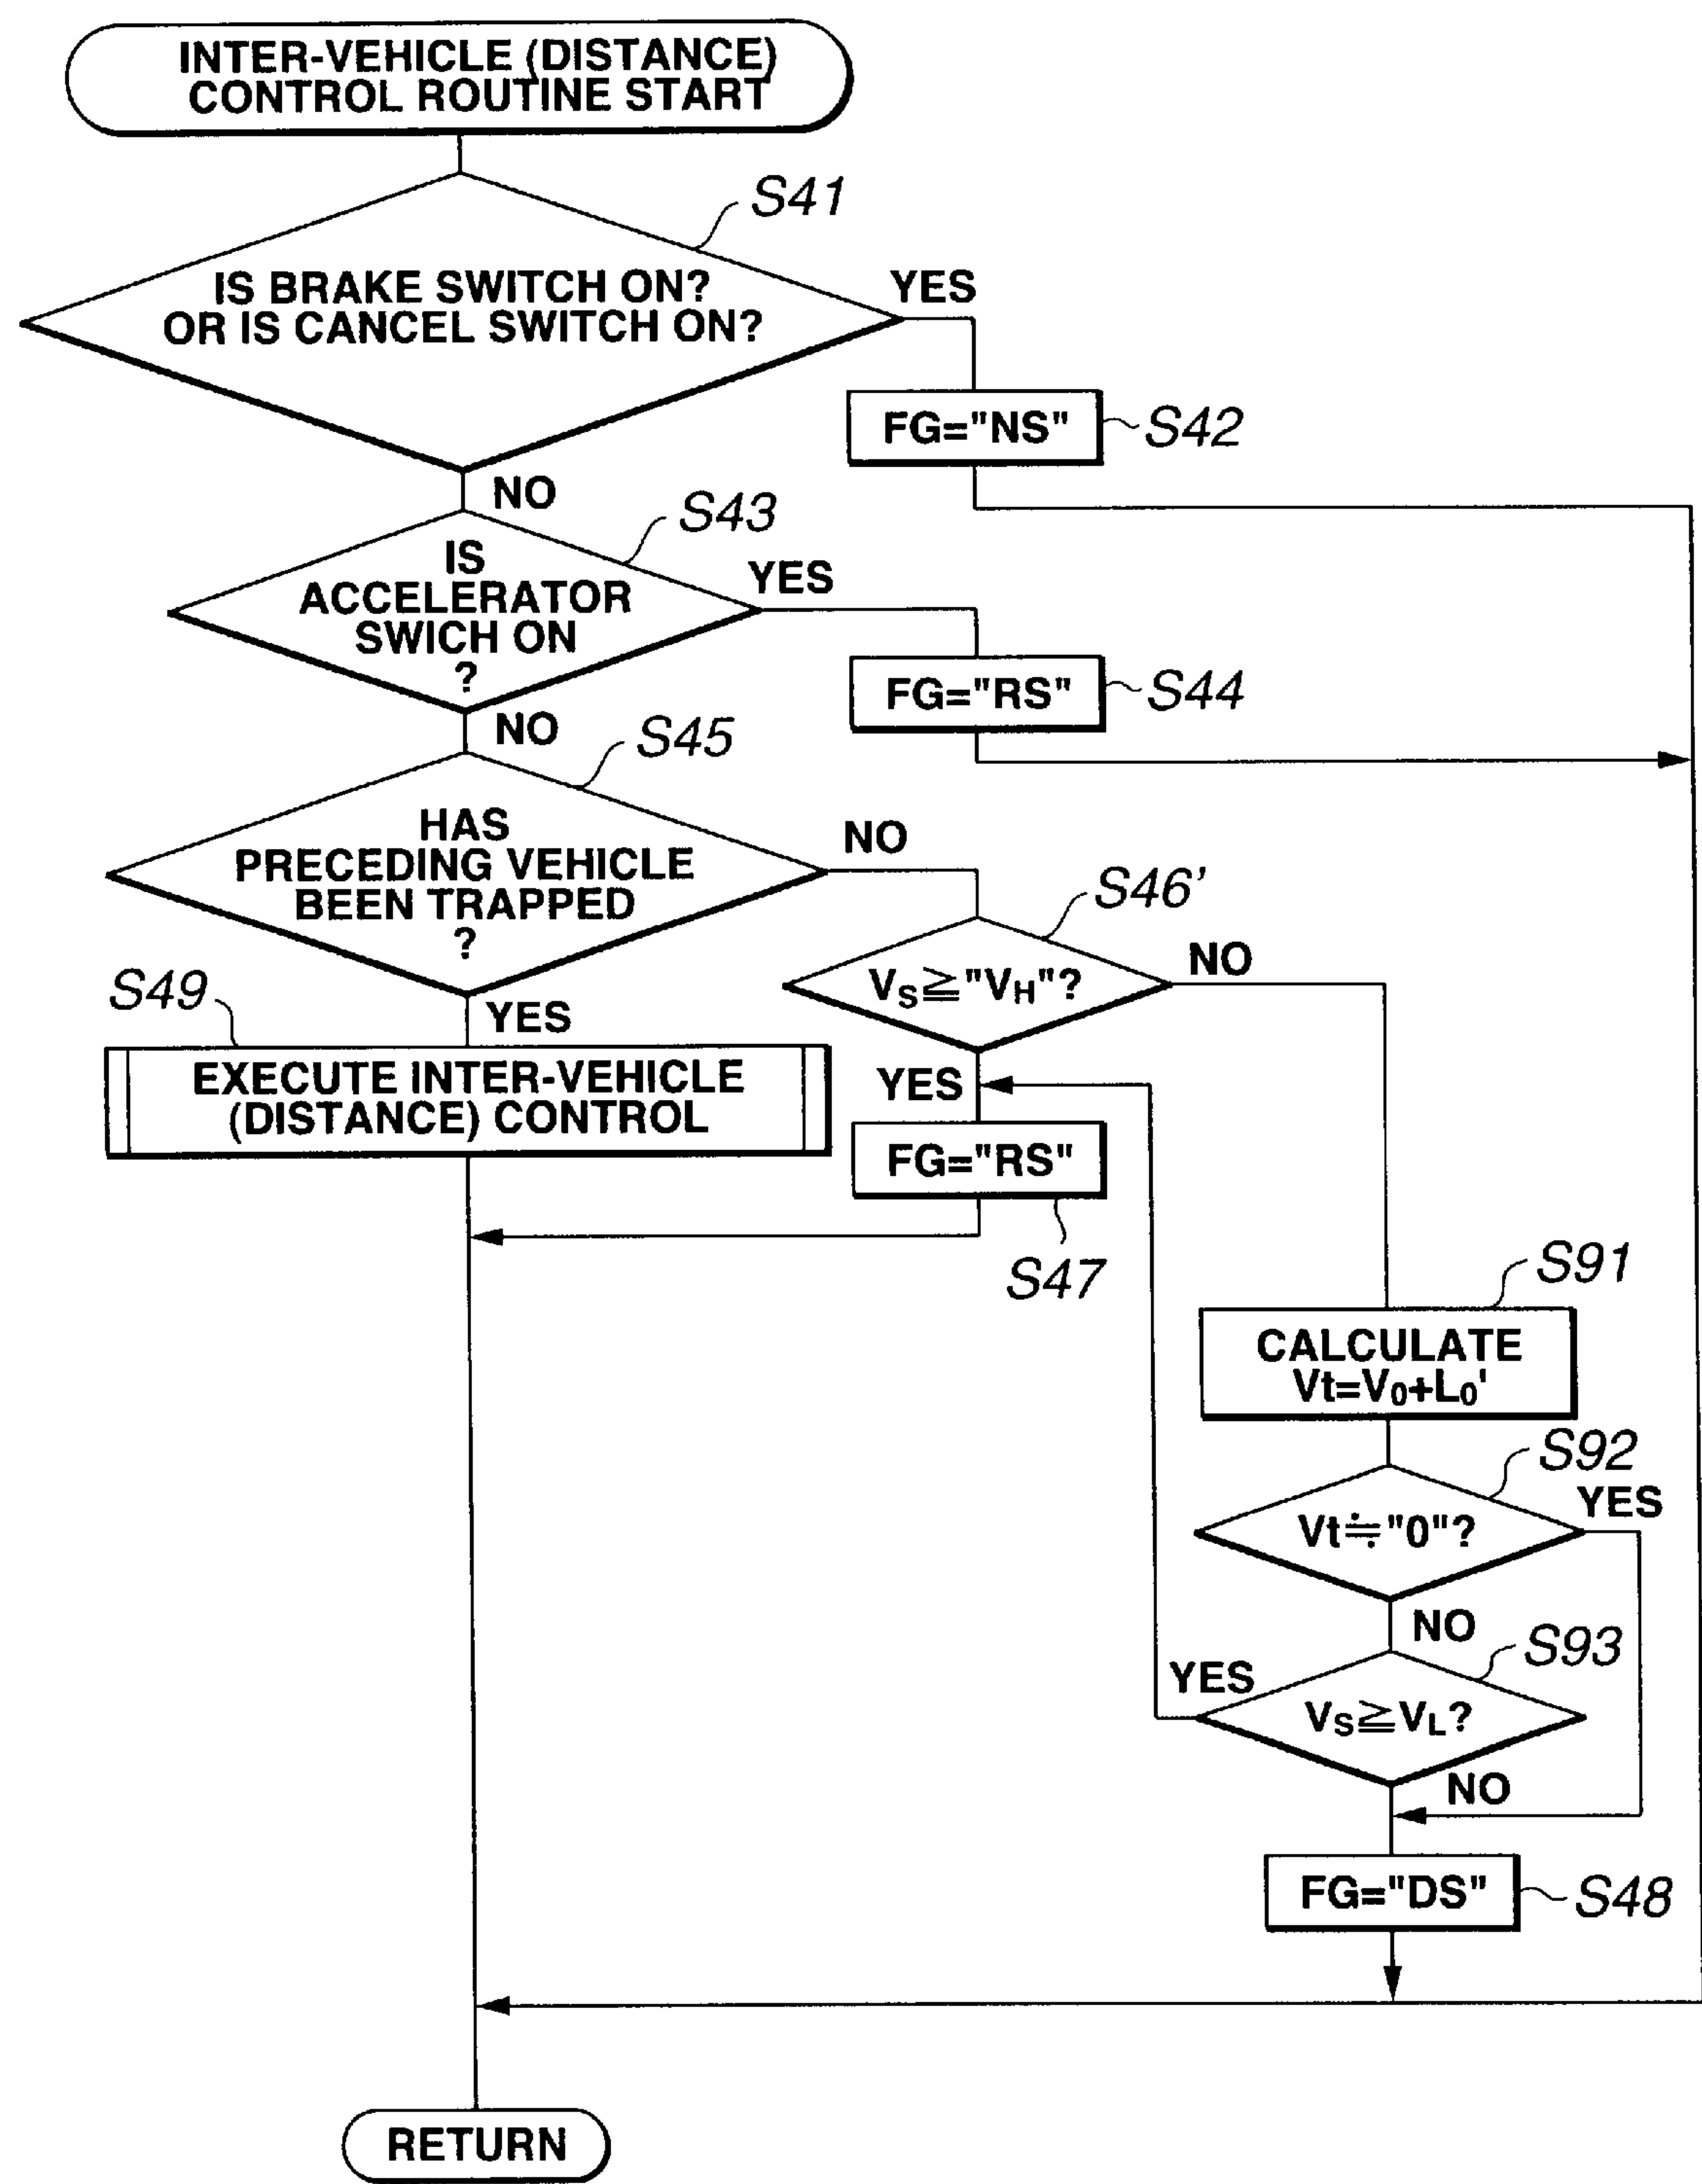 INTER-VEHICLE (DISTANCE)
CONTROL ROUTINE START
S41
IS BRAKE SWITCH ON?
OR IS CANCEL SWITCH ON?
YES
FG="NS"
S42
NO
S43
IS
ACCELERATOR
SWICH ON
?
YES
FG="RS"
S44
NO
S45
HAS
PRECEDING VEHICLE
BEEN TRAPPED
?
NO
S46'
VS≧"VH"?
NO
S49
YES
EXECUTE INTER-VEHICLE
(DISTANCE) CONTROL
YES
FG="RS"
S47
S91
CALCULATE
Vt=V0+L0'
S92
Vt≒"0"?
YES
NO
S93
YES
VS≧VL?
NO
FG="DS"
S48
RETURN